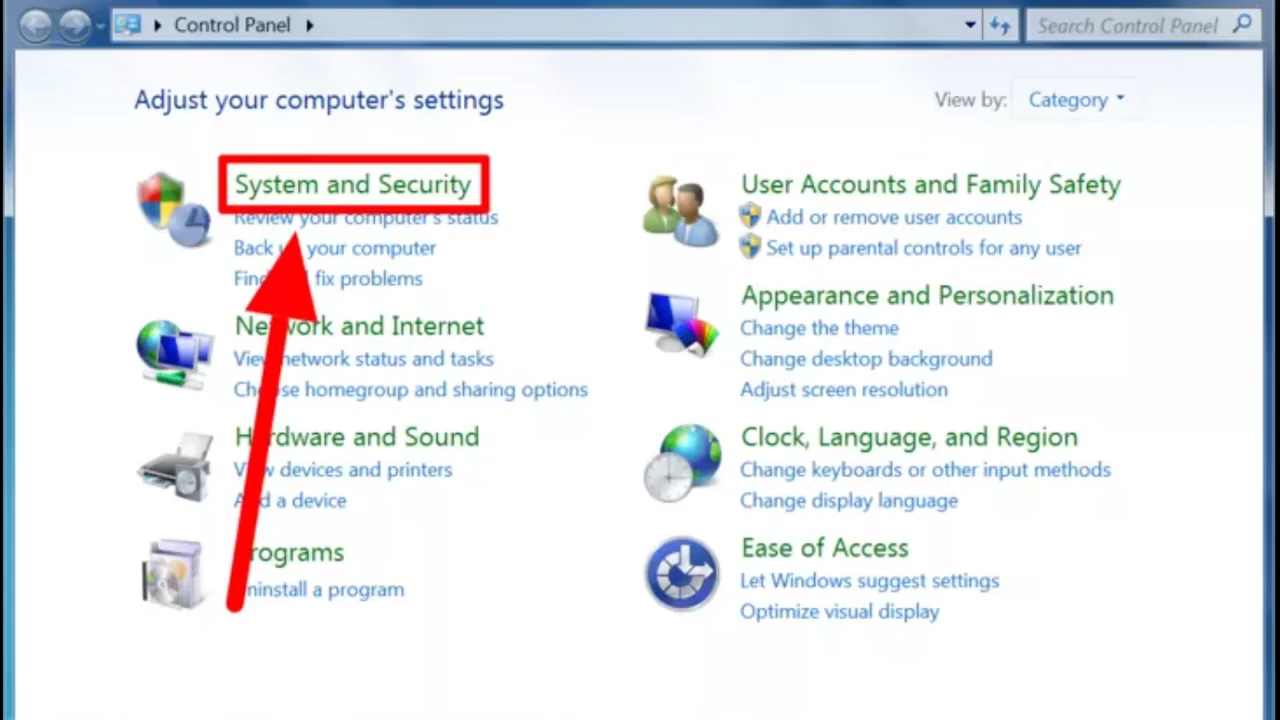 Control Panel
Search Control Panel
Adjust your computer's settings
View by: Category
System and Security
Review your computer's status
Back your computer
fix problems
Network and Internet
View network status and tasks
Choose homegroup and sharing options
Hardware and Sound
View devices and printers
Add a device
Programs
Uninstall a program
User Accounts and Family Safety
Add or remove user accounts
Set up parental controls for any user
Appearance and Personalization
Change the theme
Change desktop background
Adjust screen resolution
Clock, Language, and Region
Change keyboards or other input methods
Change display language
Ease of Access
Let Windows suggest settings
Optimize visual display